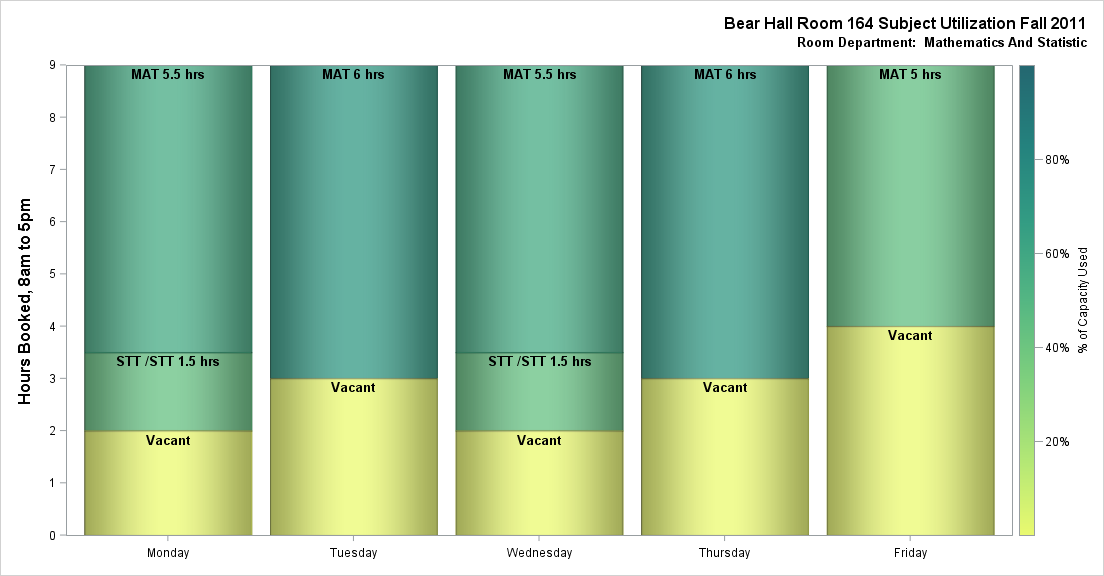 Bear Hall Room 164 Subject Utilization Fall 2011
Room Department:  Mathematics And Statistic
Hours Booked, 8am to 5pm
9
8
7
6
5
4
3
2
1
0
MAT 5.5 hrs
STT /STT 1.5 hrs
Vacant
MAT 6 hrs
Vacant
MAT 5.5 hrs
STT /STT 1.5 hrs
Vacant
MAT 6 hrs
Vacant
MAT 5 hrs
Vacant
Monday
Tuesday
Wednesday
Thursday
Friday
80%
60%
40%
20%
% of Capacity Used